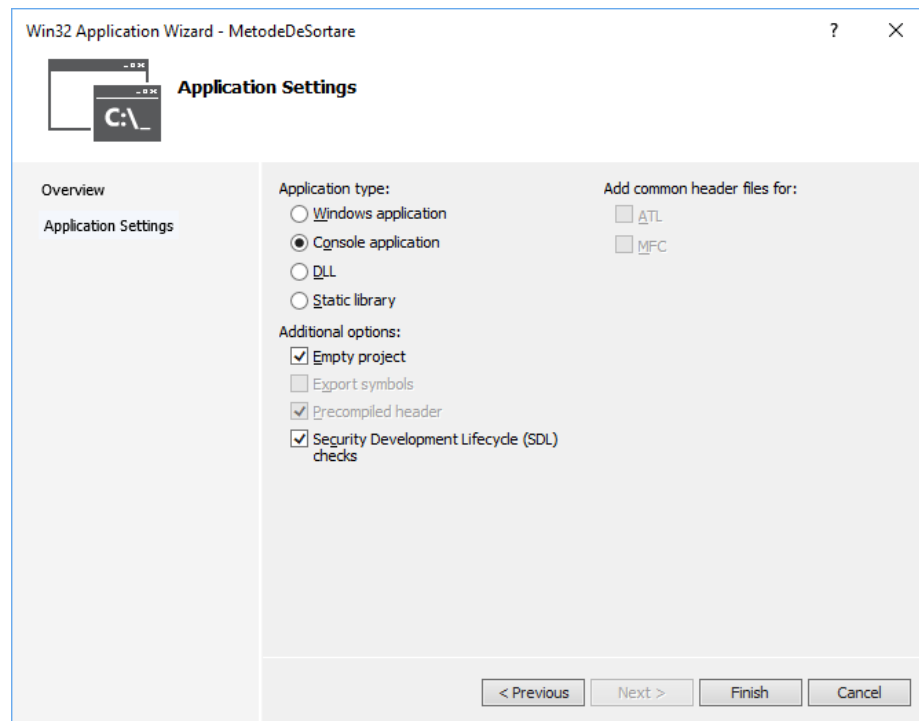 Win32 Application Wizard - MetodeDeSortare
?
C:\_
Application Settings
Overview
Application Settings
Application type:
Windows application
Console application
DLL
Static library
Additional options:
Empty project
Export symbols
Precompiled header
Security Development Lifecycle (SDL)
checks
Add common header files for:
ATL
MFC
< Previous
Next >
Finish
Cancel